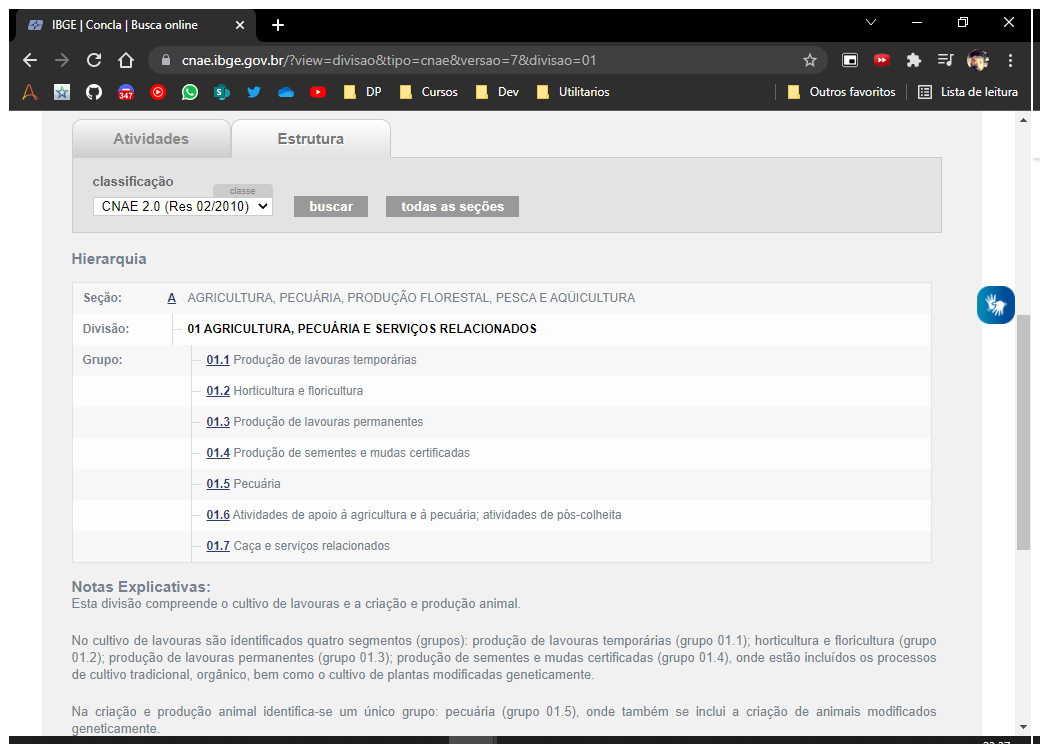 IBGE | Concla | Busca online
cnae.ibge.gov.br/?view=divisao&tipo=cnae&versao=7&divisao=01
347
DP
Cursos
Dev
Utilitarios
Outros favoritos
Lista de leitura
Atividades
Estrutura
classificação
classe
CNAE 2.0 (Res 02/2010)
buscar
todas as seções
Hierarquia
Seção: A AGRICULTURA, PECUÁRIA, PRODUÇÃO FLORESTAL, PESCA E AQÜICULTURA
Divisão: 01 AGRICULTURA, PECUÁRIA E SERVIÇOS RELACIONADOS
Grupo: 01.1 Produção de lavouras temporárias
01.2 Horticultura e floricultura
01.3 Produção de lavouras permanentes
01.4 Produção de sementes e mudas certificadas
01.5 Pecuária
01.6 Atividades de apoio à agricultura e à pecuária; atividades de pós-colheita
01.7 Caça e serviços relacionados
Notas Explicativas:
Esta divisão compreende o cultivo de lavouras e a criação e produção animal.
No cultivo de lavouras são identificados quatro segmentos (grupos): produção de lavouras temporárias (grupo 01.1); horticultura e floricultura (grupo
01.2); produção de lavouras permanentes (grupo 01.3); produção de sementes e mudas certificadas (grupo 01.4), onde estão incluídos os processos
de cultivo tradicional, orgânico, bem como o cultivo de plantas modificadas geneticamente.
Na criação e produção animal identifica-se um único grupo: pecuária (grupo 01.5), onde também se inclui a criação de animais modificados
geneticamente.